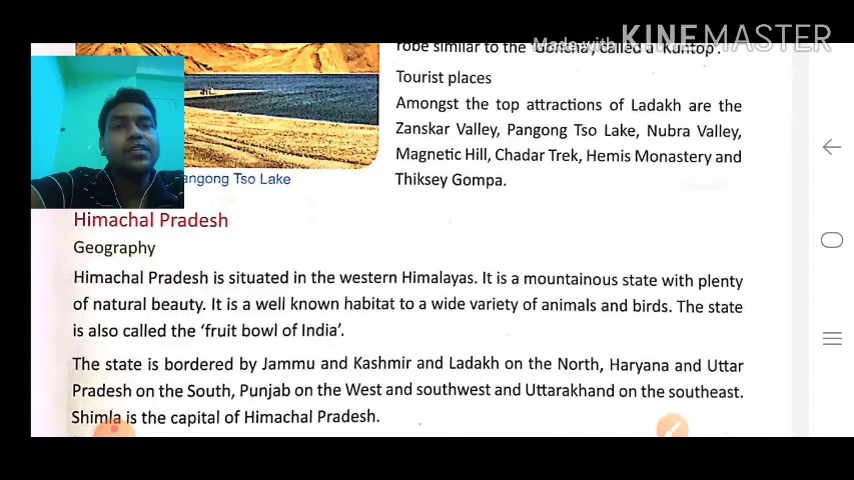 Made with KINEMASTER
robe similar to the 'Goncha', called a 'Kuntop'.
Tourist places
Amongst the top attractions of Ladakh are the
Zanskar Valley, Pangong Tso Lake, Nubra Valley,
Magnetic Hill, Chadar Trek, Hemis Monastery and
Thiksey Gompa.
angong Tso Lake
Himachal Pradesh
Geography
Himachal Pradesh is situated in the western Himalayas. It is a mountainous state with plenty
of natural beauty. It is a well known habitat to a wide variety of animals and birds. The state
is also called the 'fruit bowl of India'.
The state is bordered by Jammu and Kashmir and Ladakh on the North, Haryana and Uttar
Pradesh on the South, Punjab on the West and southwest and Uttarakhand on the southeast.
Shimla is the capital of Himachal Pradesh.